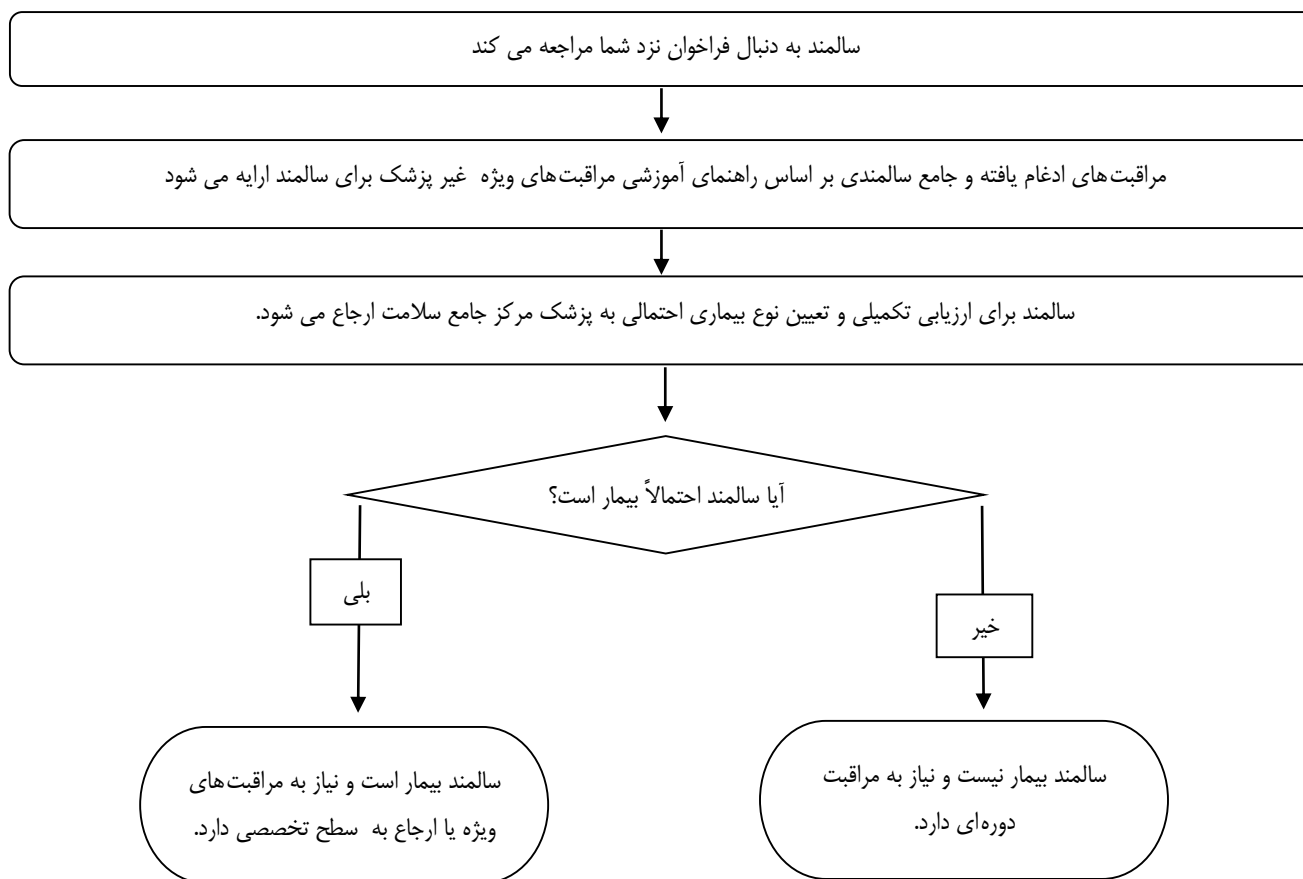 سالمند به دنبال فراخوان نزد شما مراجعه می کند
مراقبت‌های ادغام یافته و جامع سالمندی بر اساس راهنمای آموزشی مراقبت‌های ویژه غیر پزشک برای سالمند ارایه می شود
سالمند برای ارزیابی تکمیلی و تعیین نوع بیماری احتمالی به پزشک مرکز جامع سلامت ارجاع می شود.
آیا سالمند احتمالاً بیمار است؟
بلی
خیر
سالمند بیمار نیست و نیاز به مراقبت
دوره‌ای دارد.
سالمند بیمار است و نیاز به مراقبت‌های
ویژه یا ارجاع به سطح تخصصی دارد.